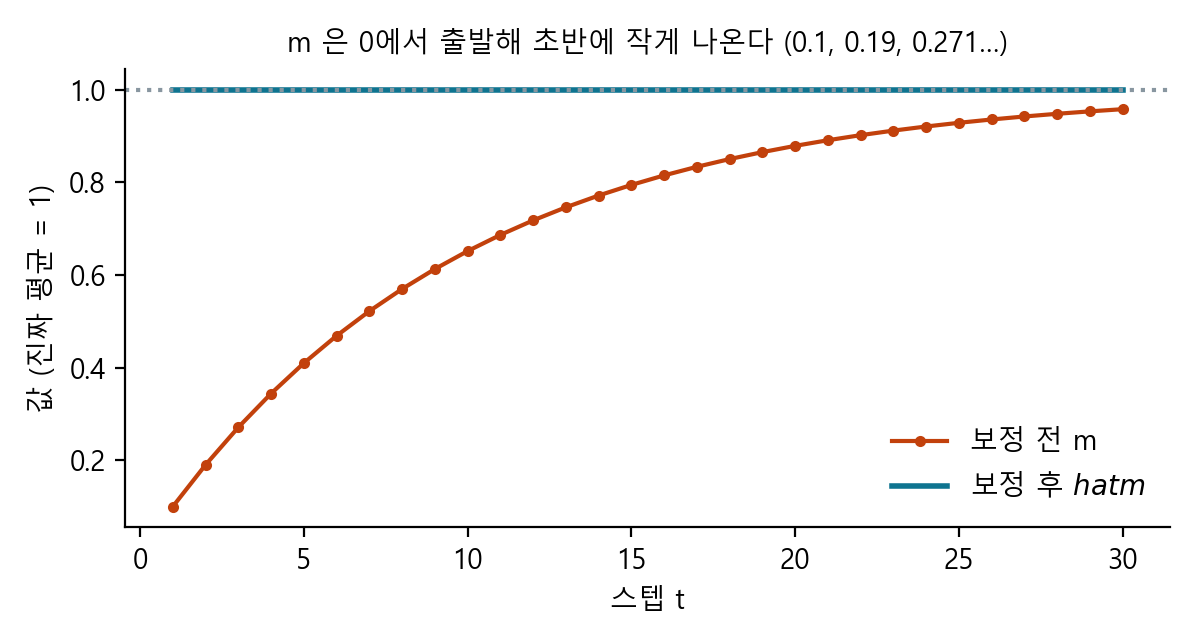 m 은 0에서 출발해 초반에 작게 나온다 (0.1, 0.19, 0.271...)
값 (진짜 평균 = 1)
1.0
0.8
0.6
0.4
0.2
보정 전 m
보정 후 hatm
0 5 10 15 20 25 30
스텝 t